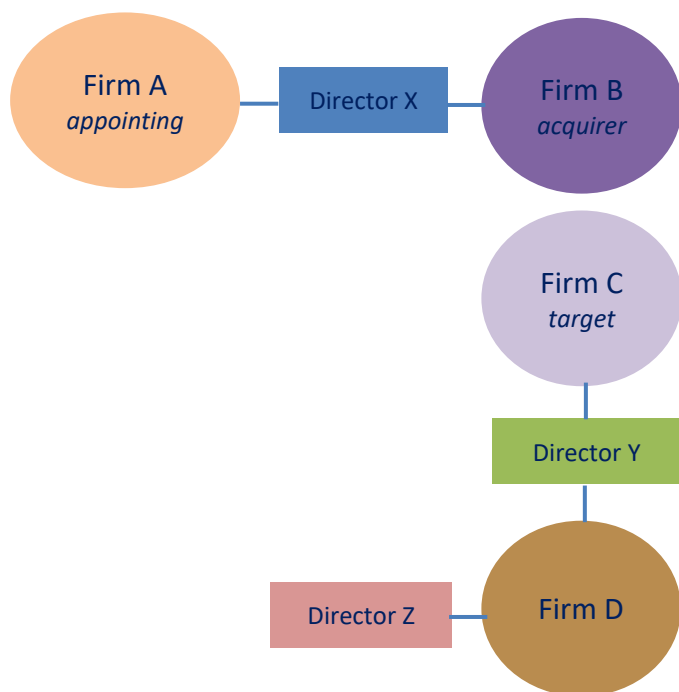 Firm A
appointing
Director X
Firm B
acquirer
Firm C
target
Director Y
Director Z
Firm D